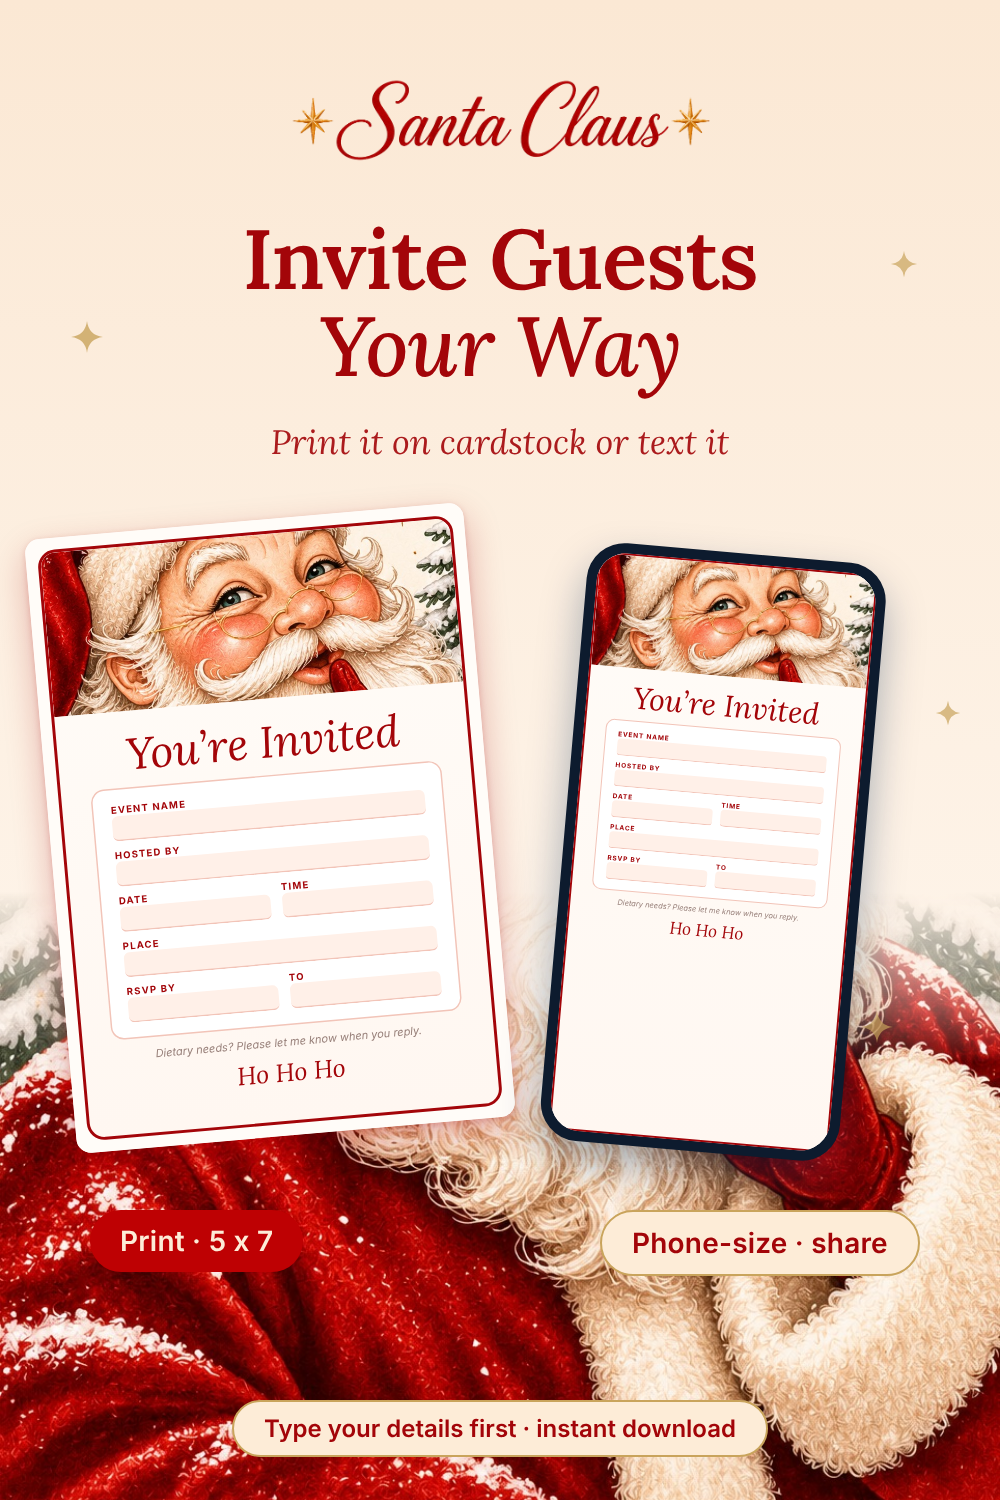 Santa Claus
Invite Guests
Your Way
Print it on cardstock or text it
You're Invited
EVENT NAME
HOSTED BY
DATE
TIME
PLACE
RSVP BY
TO
Dietary needs? Please let me know when you reply.
Ho Ho Ho
You're Invited
EVENT NAME
HOSTED BY
DATE
TIME
PLACE
RSVP BY
TO
Dietary needs? Please let me know when you reply.
Ho Ho Ho
Print · 5 x 7
Phone-size · share
Type your details first · instant download